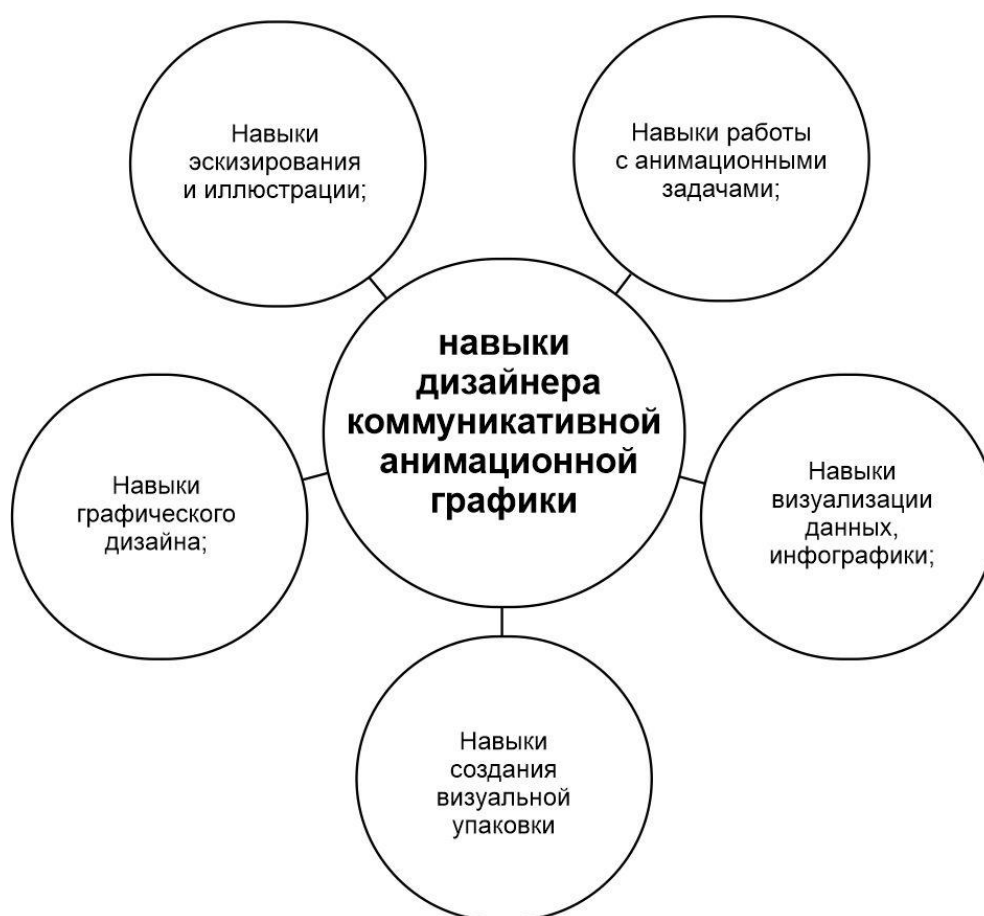 Навыки
эскизирования
и иллюстрации;
Навыки работы
с анимационными
задачами;
навыки
дизайнера
коммуникативной
анимационной
графики
Навыки
графического
дизайна;
Навыки
визуализации
данных,
инфографики;
Навыки
создания
визуальной
упаковки